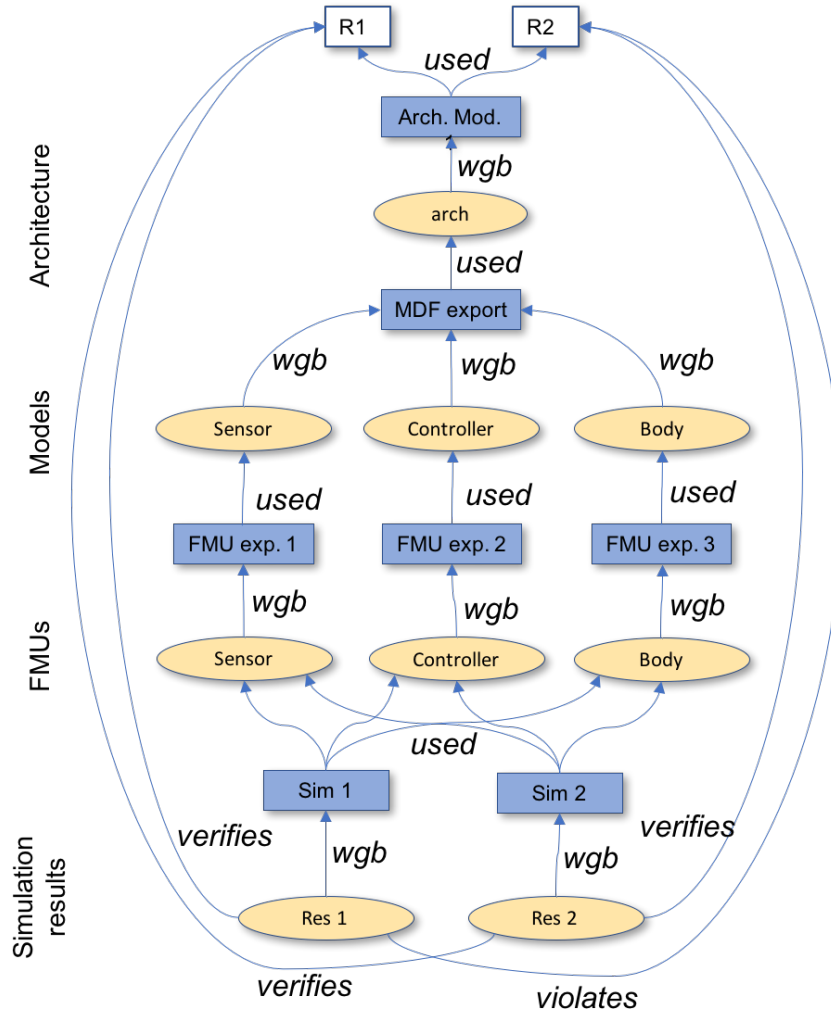 R1
R2
used
Arch. Mod.
wgb
arch
Architecture
used
MDF export
wgb
wgb
wgb
Models
Sensor
Controller
Body
used
used
used
FMU exp. 1
FMU exp. 2
FMU exp. 3
wgb
wgb
wgb
FMUs
Sensor
Controller
Body
used
Sim 1
Sim 2
verifies
verifies
wgb
wgb
Simulation
results
Res 1
Res 2
verifies
violates